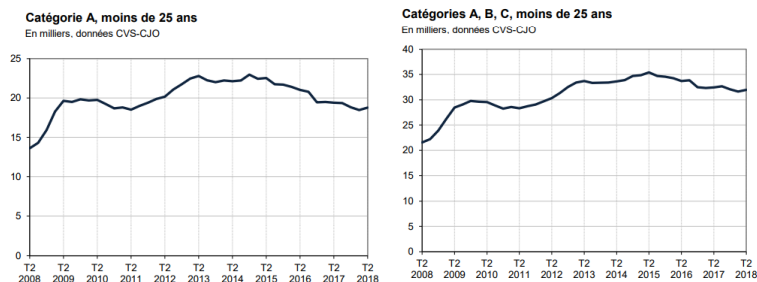 Catégorie A, moins de 25 ans
En milliers, données CVS-CJO
25
20
15
10
5
0
T2 T2 T2 T2 T2 T2 T2 T2 T2 T2 T2
2008 2009 2010 2011 2012 2013 2014 2015 2016 2017 2018
Catégories A, B, C, moins de 25 ans
En milliers, données CVS-CJO
40
35
30
25
20
15
10
5
0
T2 T2 T2 T2 T2 T2 T2 T2 T2 T2 T2
2008 2009 2010 2011 2012 2013 2014 2015 2016 2017 2018